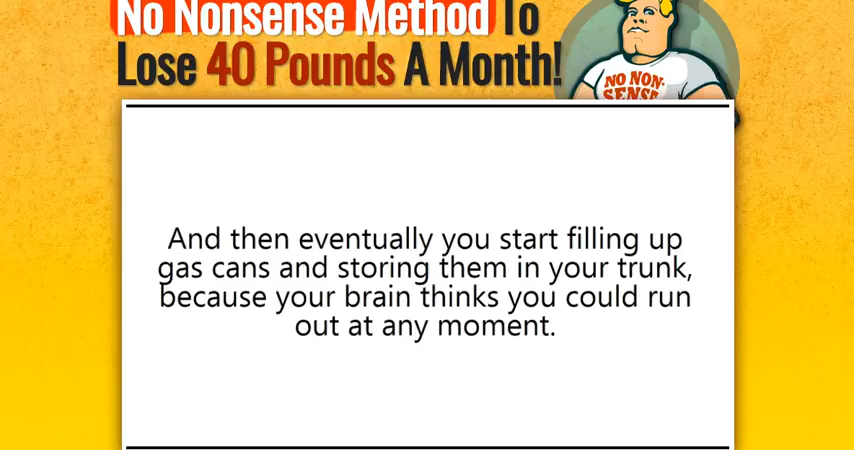 No Nonsense Method To
Lose 40 Pounds A Month!
NO NON-
SENSE
And then eventually you start filling up
gas cans and storing them in your trunk,
because your brain thinks you could run
out at any moment.